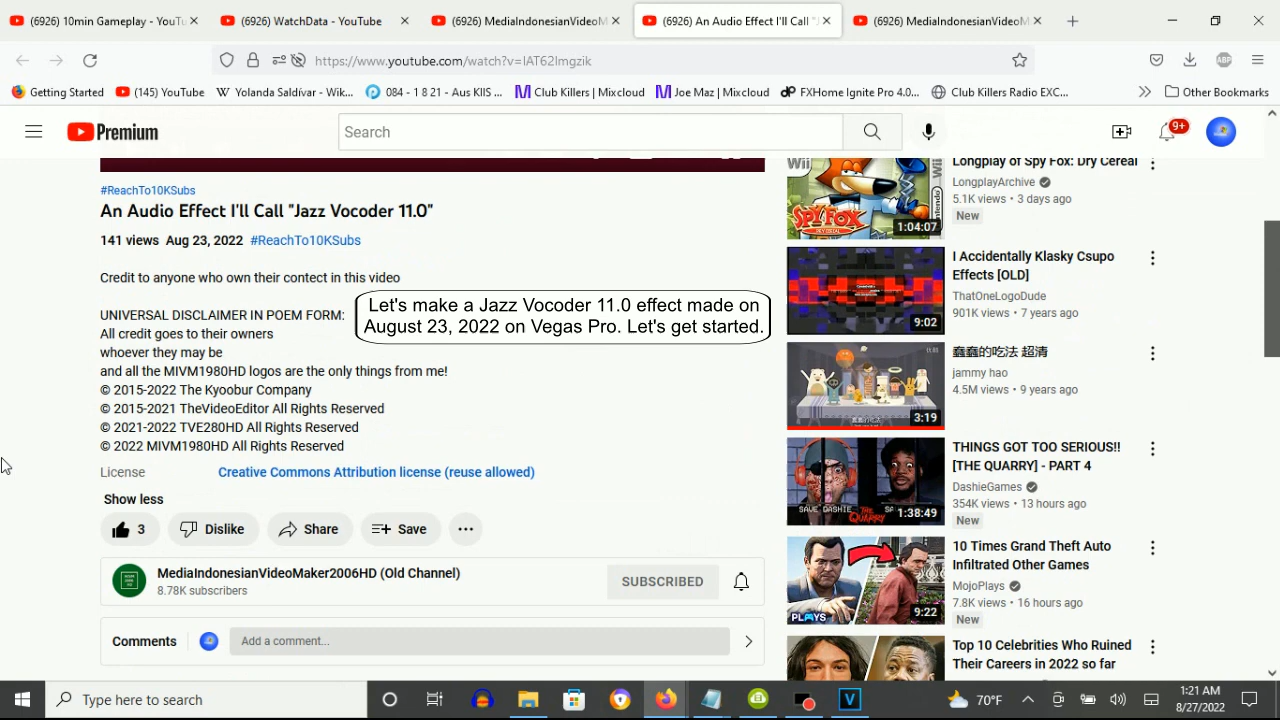 (6926) 10min Gameplay - YouTu
(6926) WatchData - YouTube
(6926) MediaIndonesianVideoM
(6926) An Audio Effect I'll Call "J
(6926) MediaIndonesianVideoM
https://www.youtube.com/watch?v=lAT62lmgzik
ABP
Getting Started
(145) YouTube
Yolanda Saldívar - Wik...
084 - 1 8 21 - Aus KIIS ...
Club Killers | Mixcloud
Joe Maz | Mixcloud
FXHome Ignite Pro 4.0...
Club Killers Radio EXC...
Other Bookmarks
Premium
Search
9+
#ReachTo10KSubs
An Audio Effect I'll Call "Jazz Vocoder 11.0"
141 views Aug 23, 2022 #ReachTo10KSubs
Credit to anyone who own their contect in this video
UNIVERSAL DISCLAIMER IN POEM FORM:
All credit goes to their owners
whoever they may be
and all the MIVM1980HD logos are the only things from me!
© 2015-2022 The Kyoobur Company
© 2015-2021 TheVideoEditor All Rights Reserved
© 2021-2022 TVE280HD All Rights Reserved
© 2022 MIVM1980HD All Rights Reserved
Let's make a Jazz Vocoder 11.0 effect made on
August 23, 2022 on Vegas Pro. Let's get started.
License
Creative Commons Attribution license (reuse allowed)
Show less
3
Dislike
Share
Save
MediaIndonesianVideoMaker2006HD (Old Channel)
8.78K subscribers
SUBSCRIBED
Comments
Add a comment...
Wii
SPY FOX
1:04:07
Longplay of Spy Fox: Dry Cereal
LongplayArchive
5.1K views • 3 days ago
New
9:02
I Accidentally Klasky Csupo
Effects [OLD]
ThatOneLogoDude
901K views • 7 years ago
3:19
蠢蠢的吃法 超清
jammy hao
4.5M views • 9 years ago
SAVE DASHIE
THE QUARRY
1:38:49
THINGS GOT TOO SERIOUS!!
[THE QUARRY] - PART 4
DashieGames
354K views • 13 hours ago
New
PLAYS
9:22
10 Times Grand Theft Auto
Infiltrated Other Games
MojoPlays
7.8K views • 16 hours ago
New
Top 10 Celebrities Who Ruined
Their Careers in 2022 so far
Type here to search
70°F
1:21 AM
8/27/2022